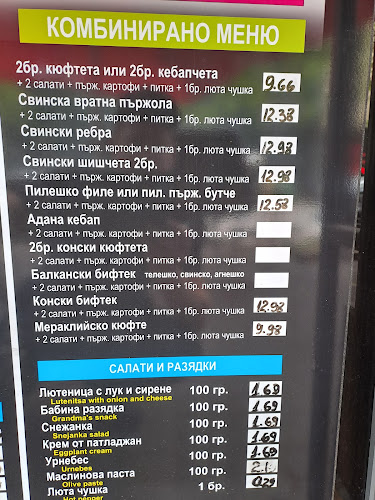 КОМБИНИРАНО МЕНЮ
2бр. кюфтета или 2бр. кебапчета 9.66
+ 2 салати + пърж. картофи + питка + 1бр. люта чушка
Свинска вратна пържола 12.38
+ 2 салати + пърж. картофи + питка + 1бр. люта чушка
Свински ребра 12.98
+ 2 салати + пърж. картофи + питка + 1бр. люта чушка
Свински шишчета 2бр. 12.98
+ 2 салати + пърж. картофи + питка + 1бр. люта чушка
Пилешко филе или пил. пърж. бутче 12.58
+ 2 салати + пърж. картофи + питка + 1бр. люта чушка
Адана кебап
+ 2 салати + пърж. картофи + питка + 1бр. люта чушка
2бр. конски кюфтета
+ 2 салати + пърж. картофи + питка + 1бр. люта чушка
Балкански бифтек телешко, свинско, агнешко
+ 2 салати + пърж. картофи + питка + 1бр. люта чушка
Конски бифтек 12.98
+ 2 салати + пърж. картофи + питка + 1бр. люта чушка
Мераклийско кюфте 9.98
+ 2 салати + пърж. картофи + питка + 1бр. люта чушка
САЛАТИ И РАЗЯДКИ
Лютеница с лук и сирене 100 гр. 1.69
Lutenitsa with onion and cheese
Бабина разядка 100 гр. 1.69
Grandma's snack
Снежанка 100 гр. 1.69
Snejanka salad
Крем от патладжан 100 гр. 1.69
Eggplant cream
Урнебес 100 гр.
Urnebes
Маслинова паста 100 гр.
Olive paste
Люта чушка 1 бр. 0.29
Hot pepper